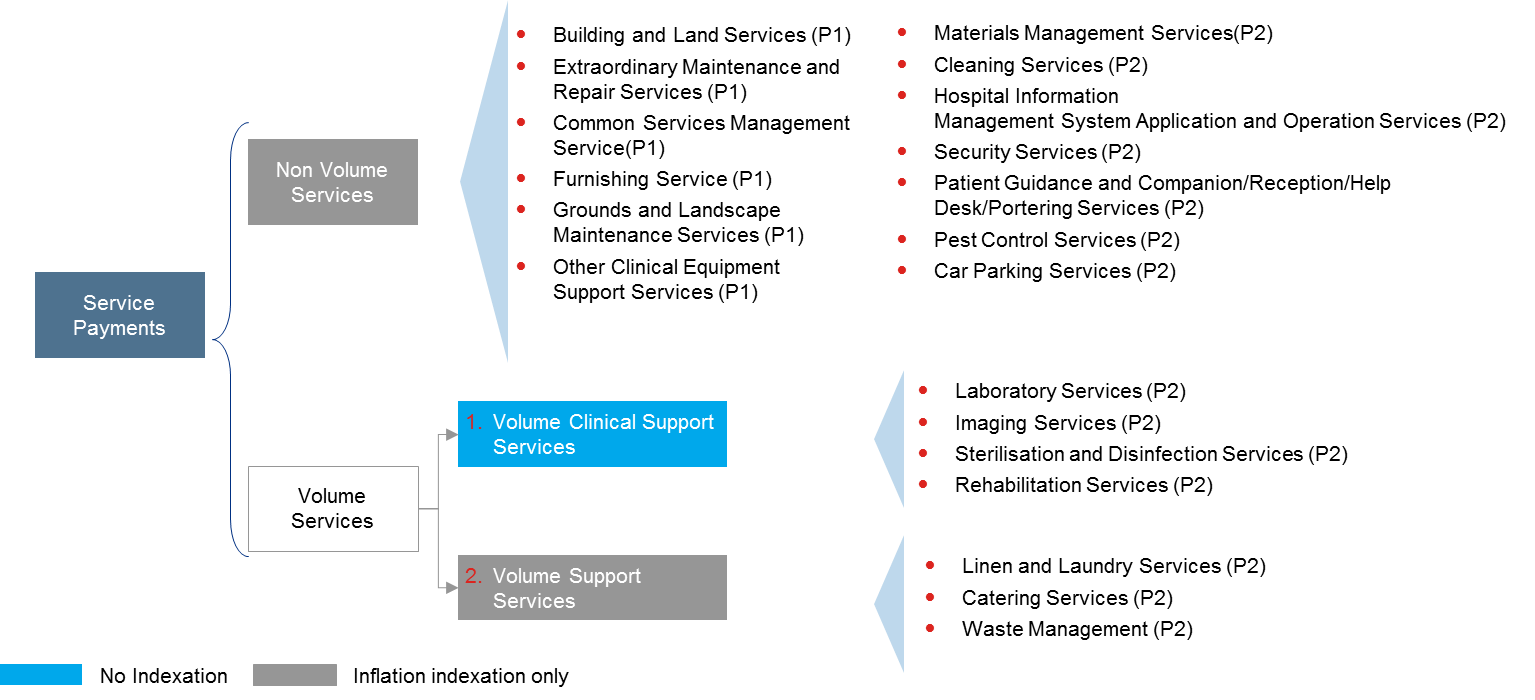 Service
Payments
Non Volume
Services
• Building and Land Services (P1)
• Extraordinary Maintenance and
Repair Services (P1)
• Common Services Management
Service(P1)
• Furnishing Service (P1)
• Grounds and Landscape
Maintenance Services (P1)
• Other Clinical Equipment
Support Services (P1)
• Materials Management Services(P2)
• Cleaning Services (P2)
• Hospital Information
Management System Application and Operation Services (P2)
• Security Services (P2)
• Patient Guidance and Companion/Reception/Help
Desk/Portering Services (P2)
• Pest Control Services (P2)
• Car Parking Services (P2)
Volume
Services
1. Volume Clinical Support
Services
• Laboratory Services (P2)
• Imaging Services (P2)
• Sterilisation and Disinfection Services (P2)
• Rehabilitation Services (P2)
2. Volume Support
Services
• Linen and Laundry Services (P2)
• Catering Services (P2)
• Waste Management (P2)
No Indexation
Inflation indexation only